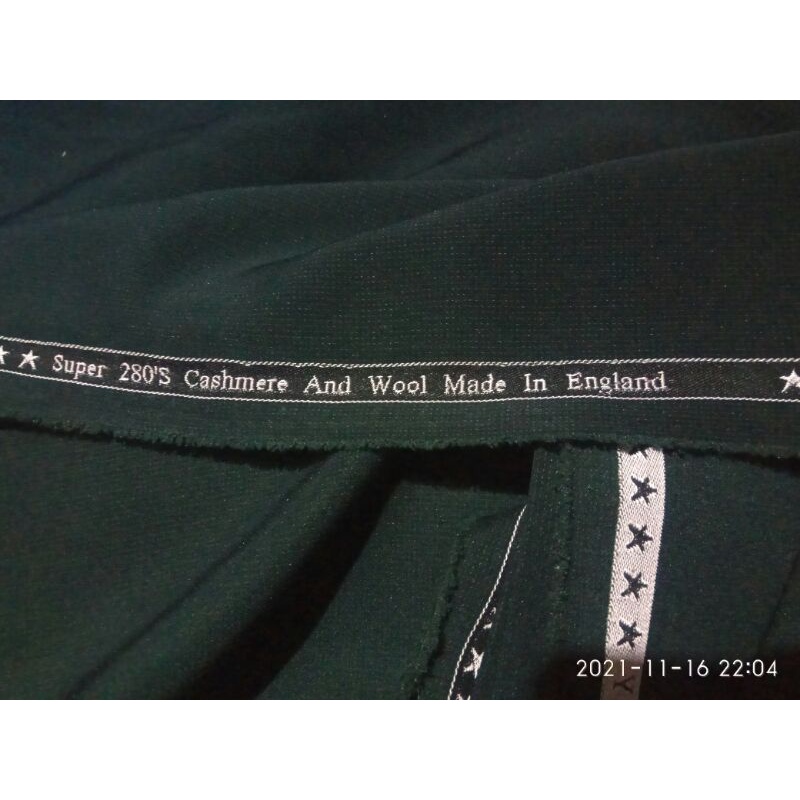 Super 280'S Cashmere And Wool Made In England
2021-11-16 22:04